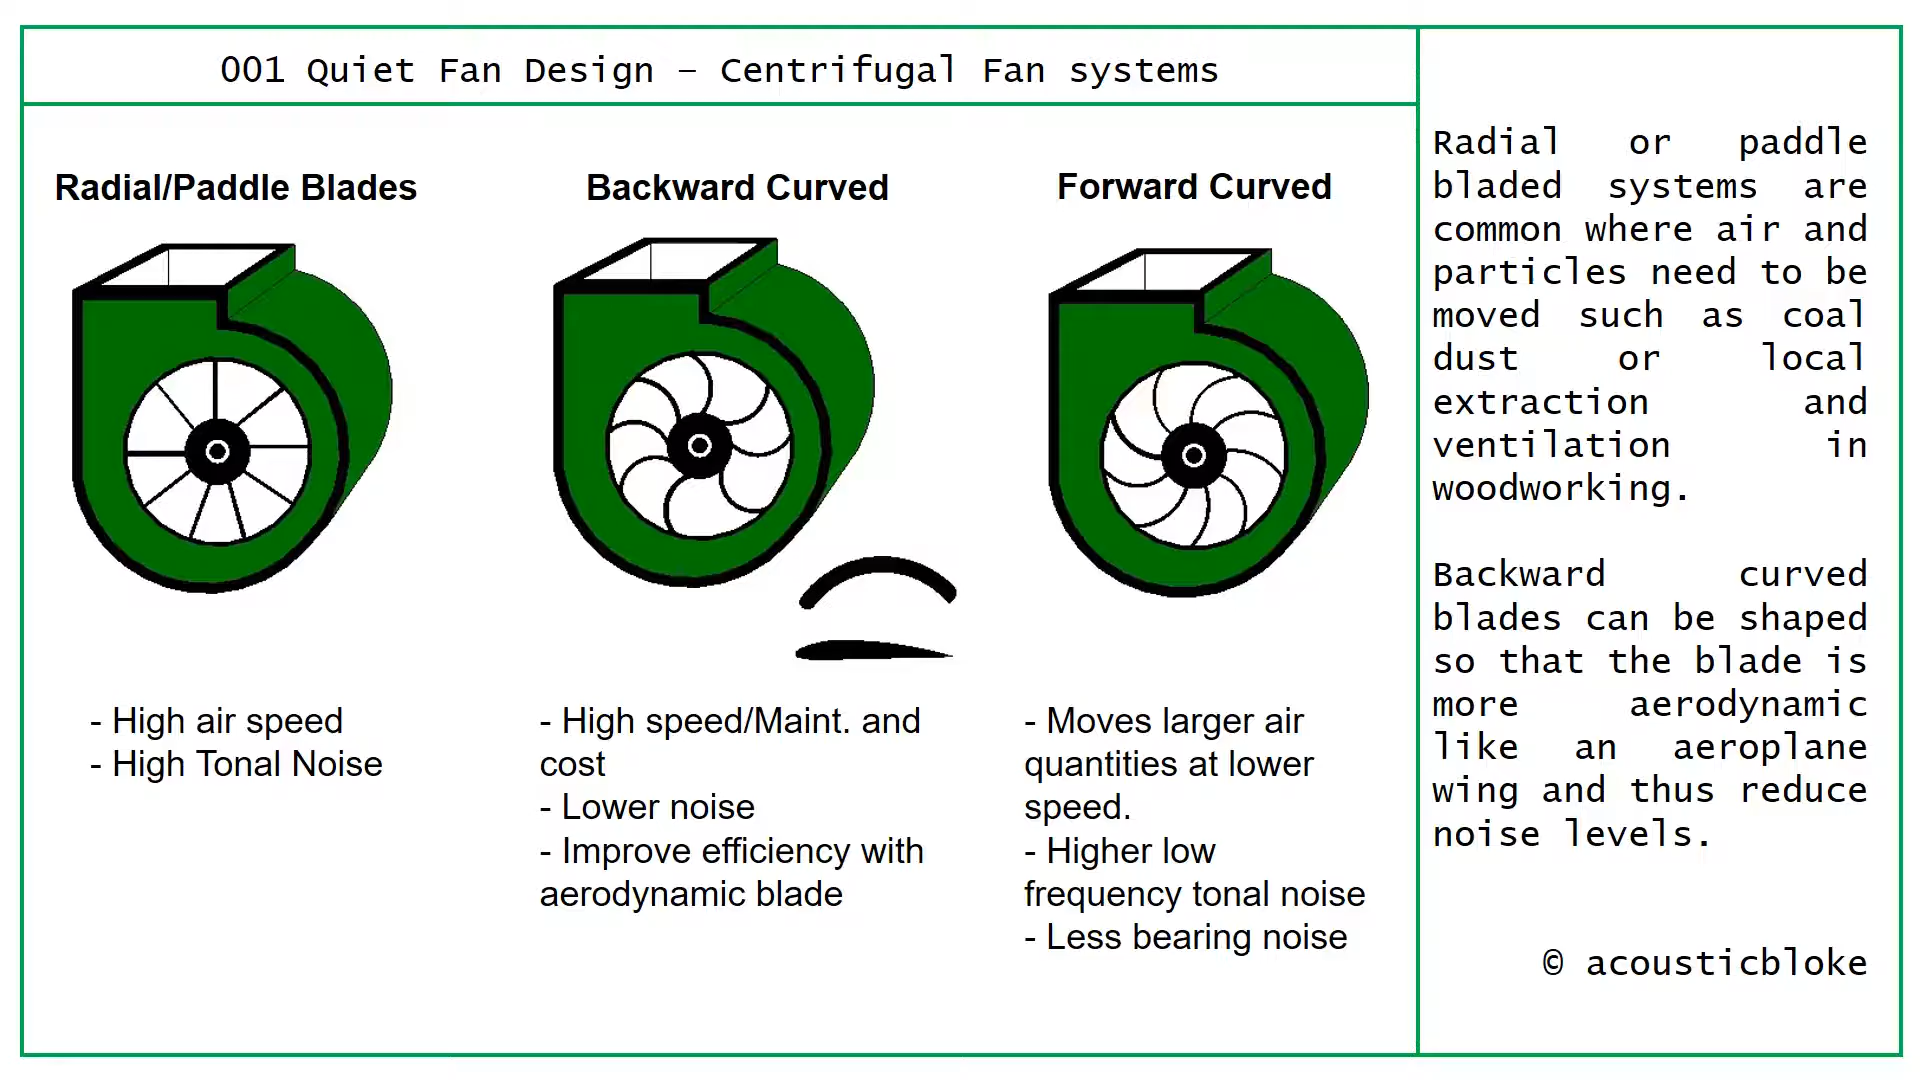 001 Quiet Fan Design – Centrifugal Fan systems
Radial/Paddle Blades
- High air speed
- High Tonal Noise
Backward Curved
- High speed/Maint. and
cost
- Lower noise
- Improve efficiency with
aerodynamic blade
Forward Curved
- Moves larger air
quantities at lower
speed.
- Higher low
frequency tonal noise
- Less bearing noise
Radial or paddle
bladed systems are
common where air and
particles need to be
moved such as coal
dust or local
extraction and
ventilation in
woodworking.
Backward curved
blades can be shaped
so that the blade is
more aerodynamic
like an aeroplane
wing and thus reduce
noise levels.
© acousticbloke